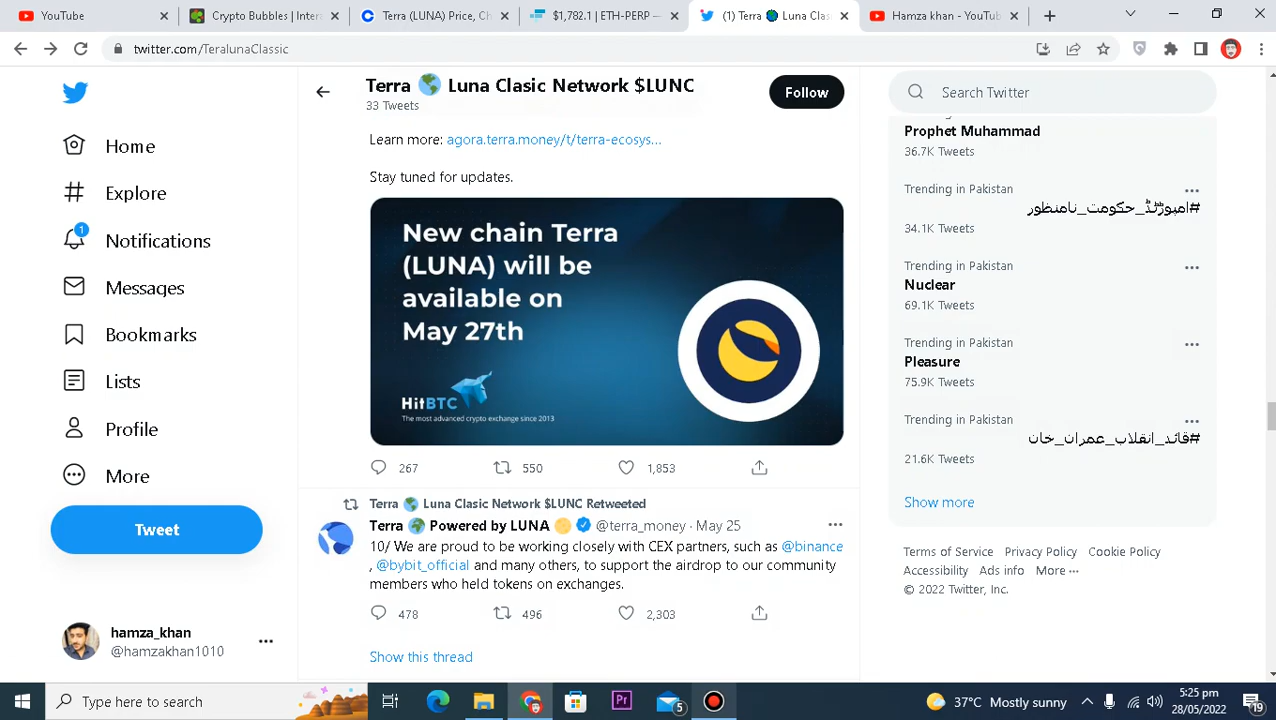 YouTube
Crypto Bubbles | Intera
Terra (LUNA) Price, Ch
$1,782.1 | ETH-PERP —
(1) Terra 🌍 Luna Clas
Hamza khan - YouTube
twitter.com/TeralunaClassic
Terra 🌍 Luna Clasic Network $LUNC
33 Tweets
Follow
Search Twitter
Home
Explore
1
Notifications
Messages
Bookmarks
Lists
Profile
More
Tweet
hamza_khan
@hamzakhan1010
Learn more: agora.terra.money/t/terra-ecosys...
Stay tuned for updates.
New chain Terra
(LUNA) will be
available on
May 27th
HitBTC
The most advanced crypto exchange since 2013
267 550 1,853
Terra 🌍 Luna Clasic Network $LUNC Retweeted
Terra 🌍 Powered by LUNA 🌕 @terra_money · May 25
10/ We are proud to be working closely with CEX partners, such as @binance
, @bybit_official and many others, to support the airdrop to our community
members who held tokens on exchanges.
478 496 2,303
Show this thread
Prophet Muhammad
36.7K Tweets
Trending in Pakistan
#امپورٹڈ_حکومت_نامنظور
34.1K Tweets
Trending in Pakistan
Nuclear
69.1K Tweets
Trending in Pakistan
Pleasure
75.9K Tweets
Trending in Pakistan
#قائد_انقلاب_عمران_خان
21.6K Tweets
Show more
Terms of Service Privacy Policy Cookie Policy
Accessibility Ads info More ···
© 2022 Twitter, Inc.
Type here to search
Pr
5
37°C Mostly sunny
5:25 pm
28/05/2022
19